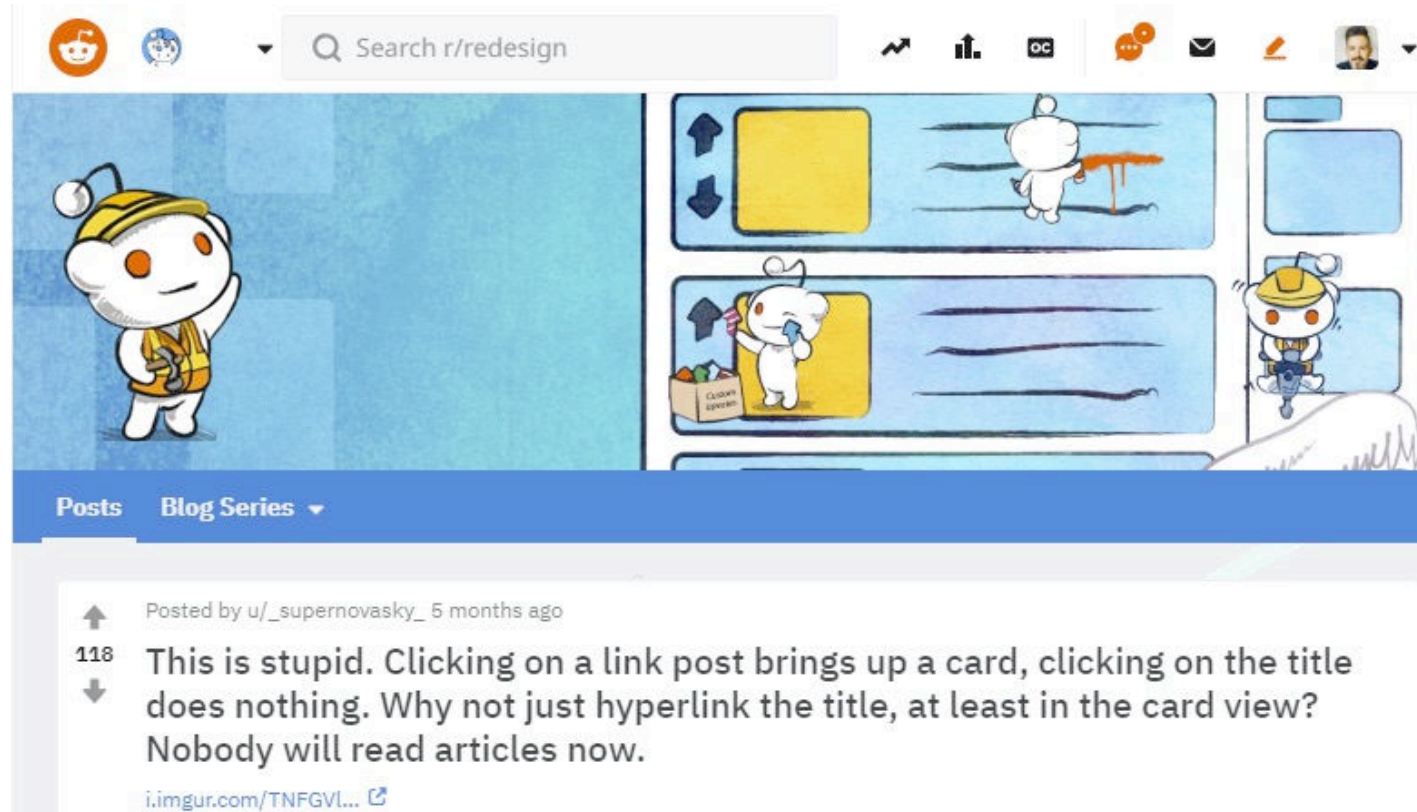 Search r/redesign
OC
Custom
Upvotes
Posts Blog Series
Posted by u/_supernovasky_ 5 months ago
118
This is stupid. Clicking on a link post brings up a card, clicking on the title
does nothing. Why not just hyperlink the title, at least in the card view?
Nobody will read articles now.
i.imgur.com/TNFGVl...